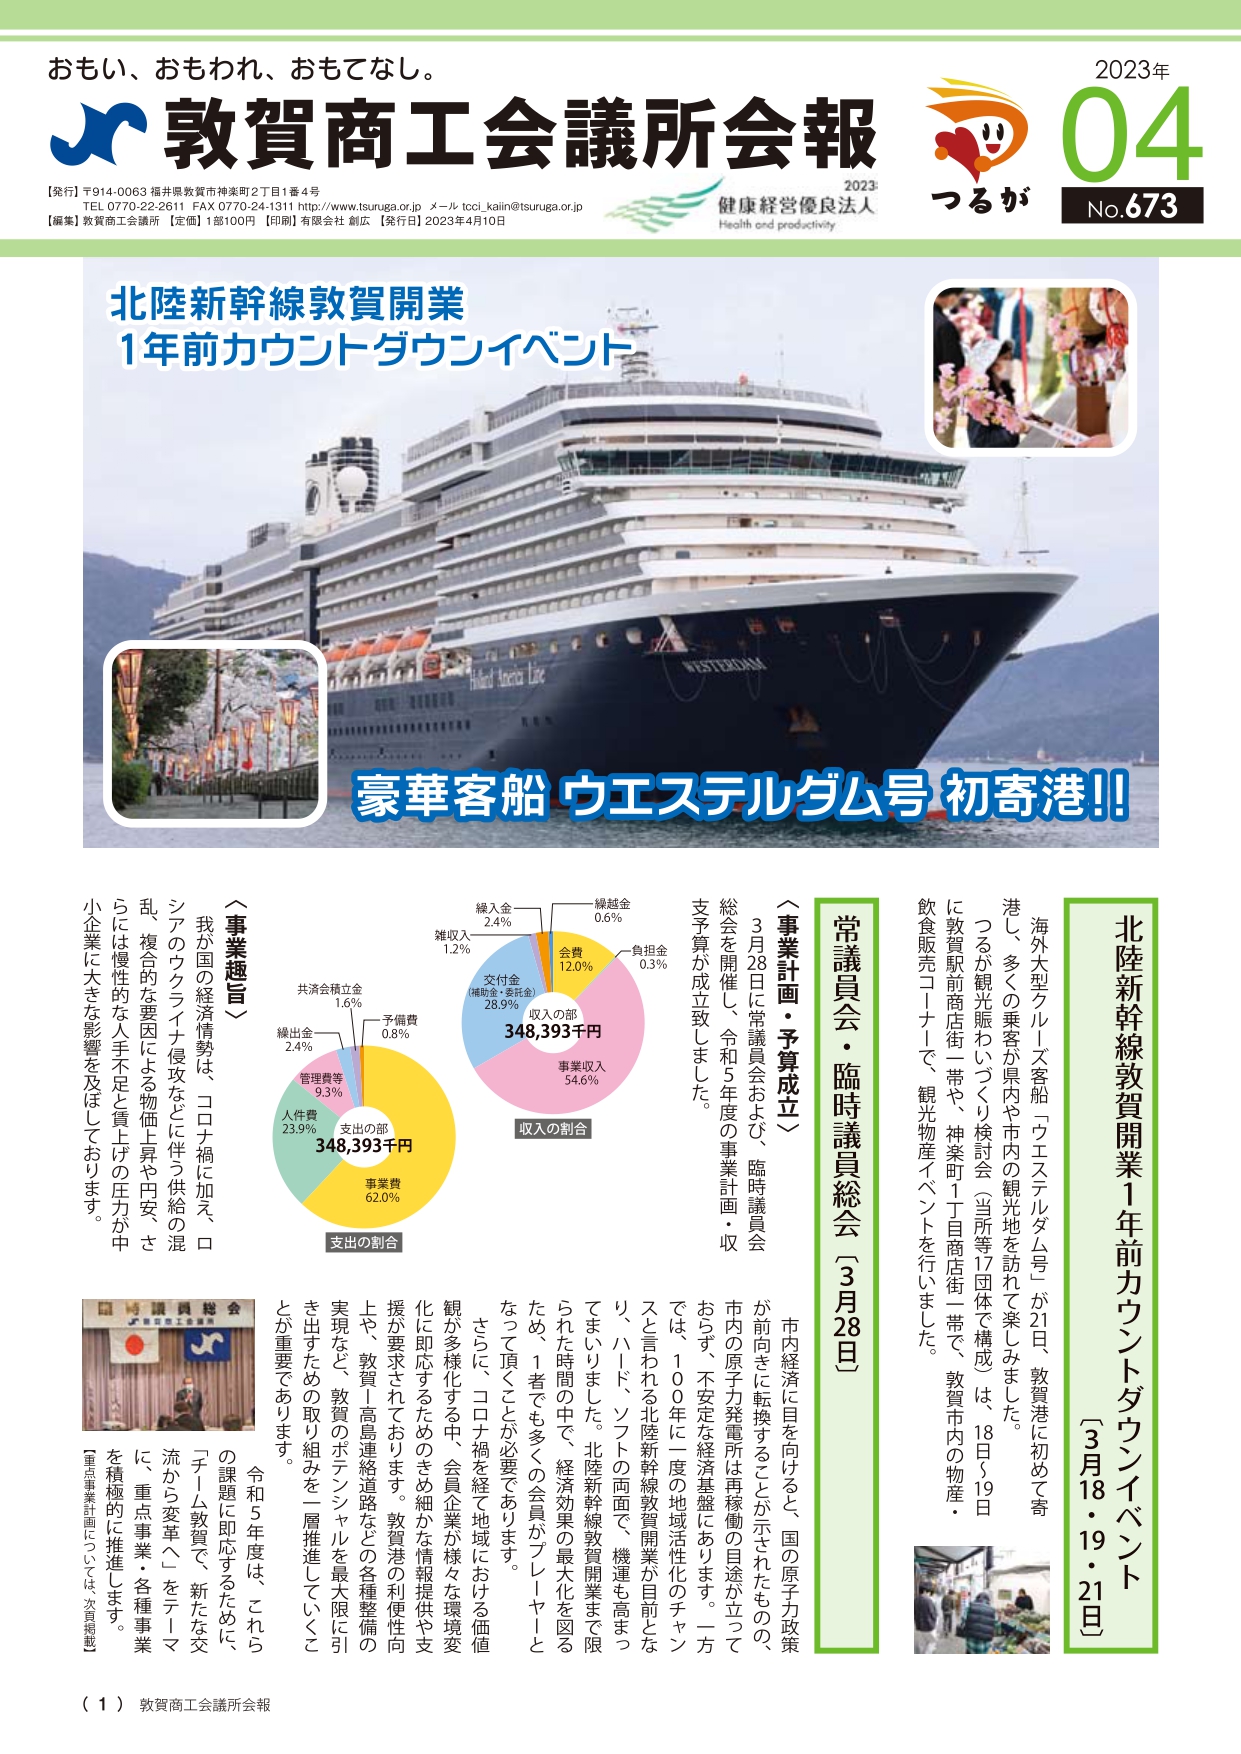 おもい、おもわれ、おもてなし。
敦賀商工会議所会報
【発行】〒914-0063 福井県敦賀市神楽町2丁目1番4号
TEL 0770-22-2611 FAX 0770-24-1311 http://www.tsuruga.or.jp メール tcci_kaiin@tsuruga.or.jp
【編集】敦賀商工会議所 【定価】1部100円 【印刷】有限会社 創広 【発行日】2023年4月10日
2023
健康経営優良法人
Health and productivity
つるが
2023年
04
No.673
北陸新幹線敦賀開業
1年前カウントダウンイベント
Holland America Line
WESTERDAM
豪華客船 ウエステルダム号 初寄港!!
北陸新幹線敦賀開業1年前カウントダウンイベント
〔3月18・19・21日〕
海外大型クルーズ客船「ウエステルダム号」が21日、敦賀港に初めて寄
港し、多くの乗客が県内や市内の観光地を訪れて楽しみました。
つるが観光賑わいづくり検討会（当所等17団体で構成）は、18日〜19日
に敦賀駅前商店街一帯や、神楽町1丁目商店街一帯で、敦賀市内の物産・
飲食販売コーナーで、観光物産イベントを行いました。
常議員会・臨時議員総会〔3月28日〕
〈事業計画・予算成立〉
3月28日に常議員会および、臨時議員会
総会を開催し、令和5年度の事業計画・収
支予算が成立致しました。
繰越金
0.6%
繰入金
2.4%
雑収入
1.2%
会費
12.0%
負担金
0.3%
交付金
(補助金・委託金)
28.9%
収入の部
348,393千円
事業収入
54.6%
収入の割合
共済会積立金
1.6%
予備費
0.8%
繰出金
2.4%
管理費等
9.3%
人件費
23.9%
支出の部
348,393千円
事業費
62.0%
支出の割合
〈事業趣旨〉
我が国の経済情勢は、コロナ禍に加え、ロ
シアのウクライナ侵攻などに伴う供給の混
乱、複合的な要因による物価上昇や円安、さ
らには慢性的な人手不足と賃上げの圧力が中
小企業に大きな影響を及ぼしております。
市内経済に目を向けると、国の原子力政策
が前向きに転換することが示されたものの、
市内の原子力発電所は再稼働の目途が立って
おらず、不安定な経済基盤にあります。一方
では、100年に一度の地域活性化のチャン
スと言われる北陸新幹線敦賀開業が目前とな
り、ハード、ソフトの両面で、機運も高まっ
てまいりました。北陸新幹線敦賀開業まで限
られた時間の中で、経済効果の最大化を図る
ため、1者でも多くの会員がプレーヤーと
なって頂くことが必要であります。
さらに、コロナ禍を経て地域における価値
観が多様化する中、会員企業が様々な環境変
化に即応するためのきめ細かな情報提供や支
援が要求されております。敦賀港の利便性向
上や、敦賀ー高島連絡道路などの各種整備の
実現など、敦賀のポテンシャルを最大限に引
き出すための取り組みを一層推進していくこ
とが重要であります。
臨時議員総会
敦賀商工会議所
令和5年度は、これら
の課題に即応するために、
「チーム敦賀で、新たな交
流から変革へ」をテーマ
に、重点事業・各種事業
を積極的に推進します。
【重点事業計画については、次頁掲載】
（1） 敦賀商工会議所会報